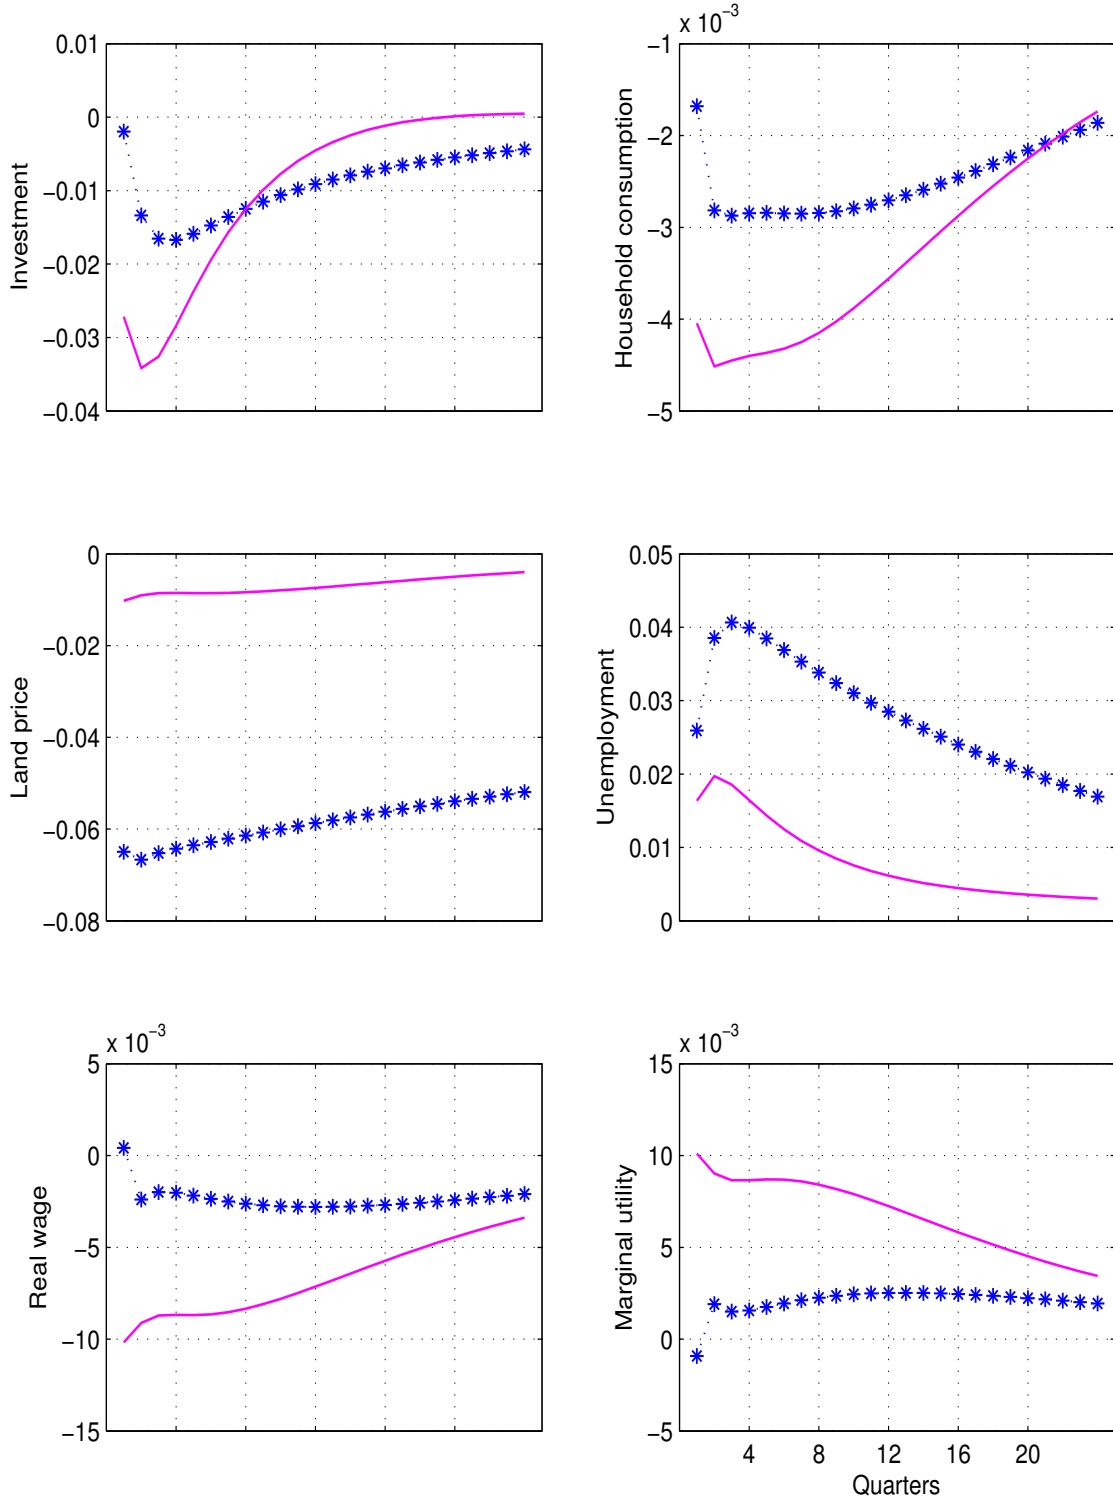 0.01
0
−0.01
−0.02
−0.03
−0.04
Investment
x 10⁻³
−1
−2
−3
−4
−5
Household consumption
0
−0.02
−0.04
−0.06
−0.08
Land price
0.05
0.04
0.03
0.02
0.01
0
Unemployment
x 10⁻³
5
0
−5
−10
−15
Real wage
x 10⁻³
15
10
5
0
−5
Marginal utility
4 8 12 16 20
Quarters